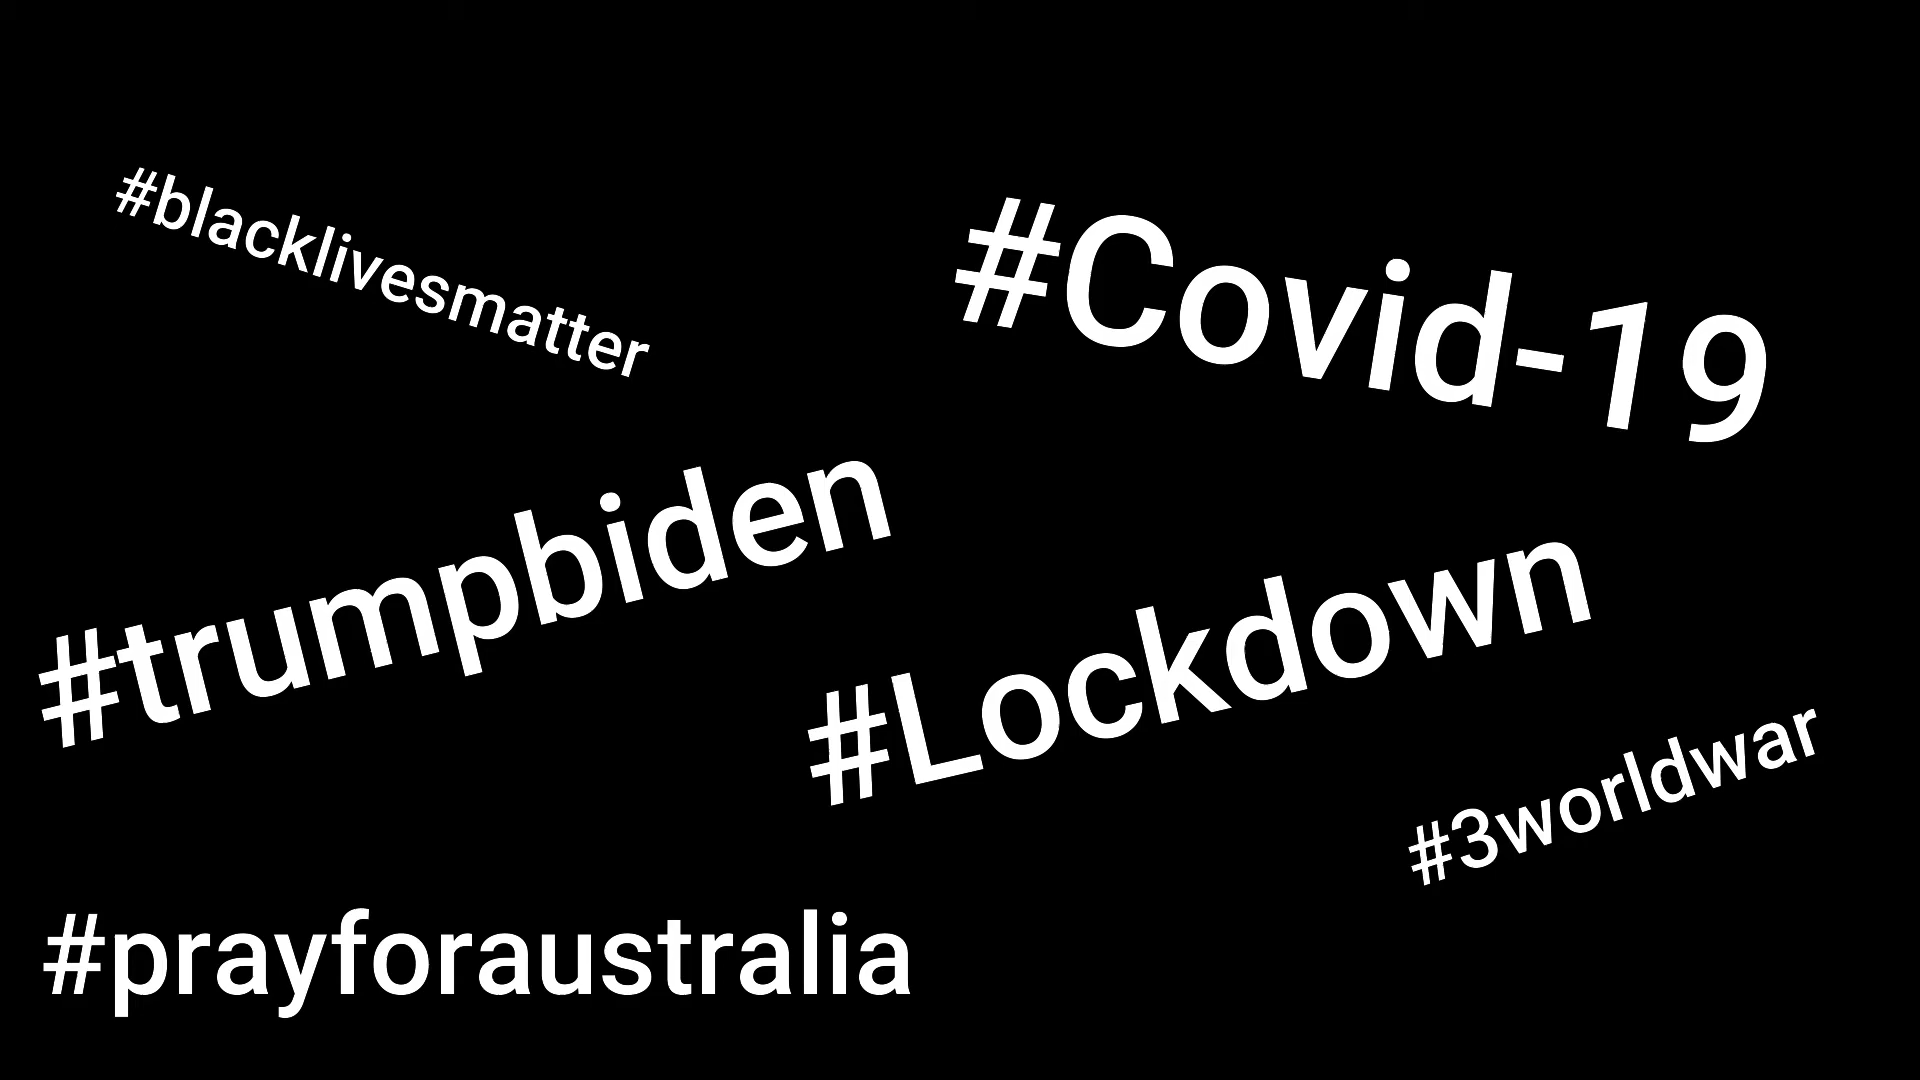 #blacklivesmatter
#Covid-19
#trumpbiden
#Lockdown
#3worldwar
#prayforaustralia